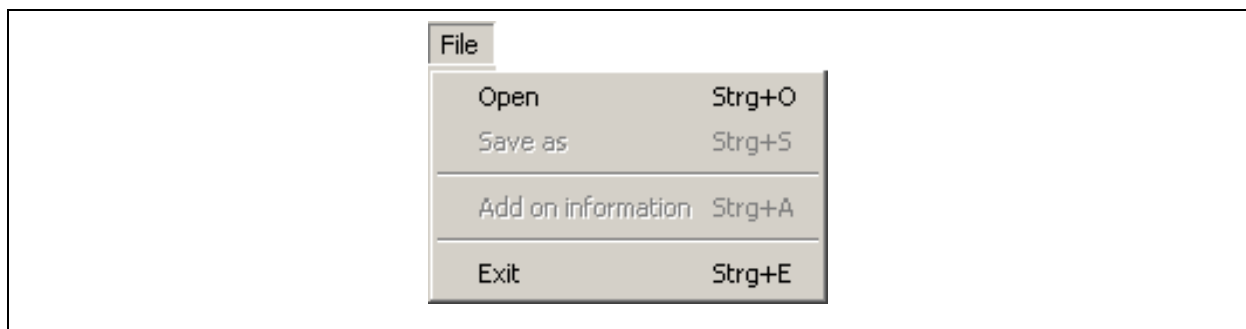 File
Open Strg+O
Save as Strg+S
Add on information Strg+A
Exit Strg+E